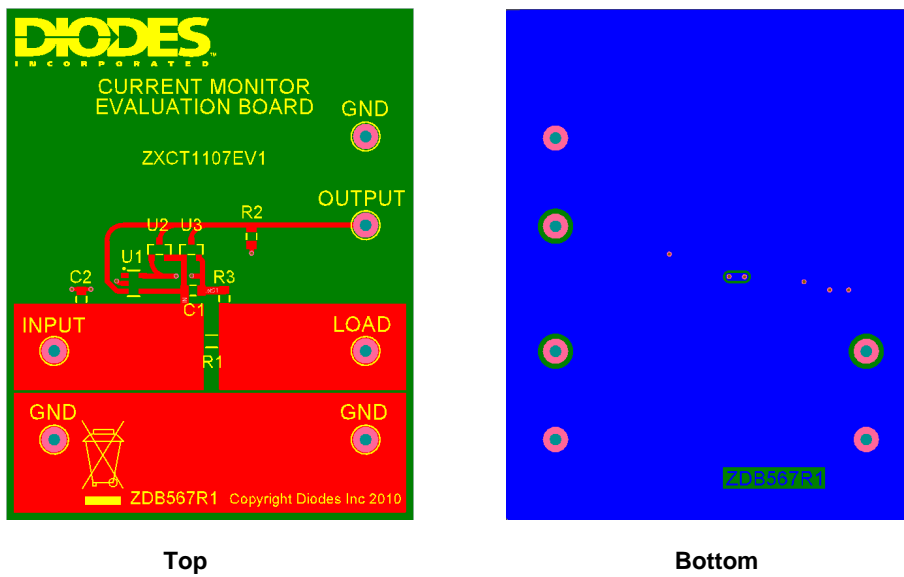 DIODES™
INCORPORATED
CURRENT MONITOR
EVALUATION BOARD
GND
ZXCT1107EV1
OUTPUT
R2
U2 U3
U1
C2
R3
C1
INPUT
LOAD
R1
GND
GND
ZDB567R1 Copyright Diodes Inc 2010
Top
ZDB567R1
Bottom